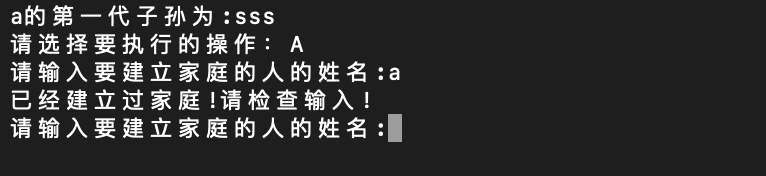 a的第一代子孙为:sss
请选择要执行的操作: A
请输入要建立家庭的人的姓名:a
已经建立过家庭!请检查输入!
请输入要建立家庭的人的姓名: